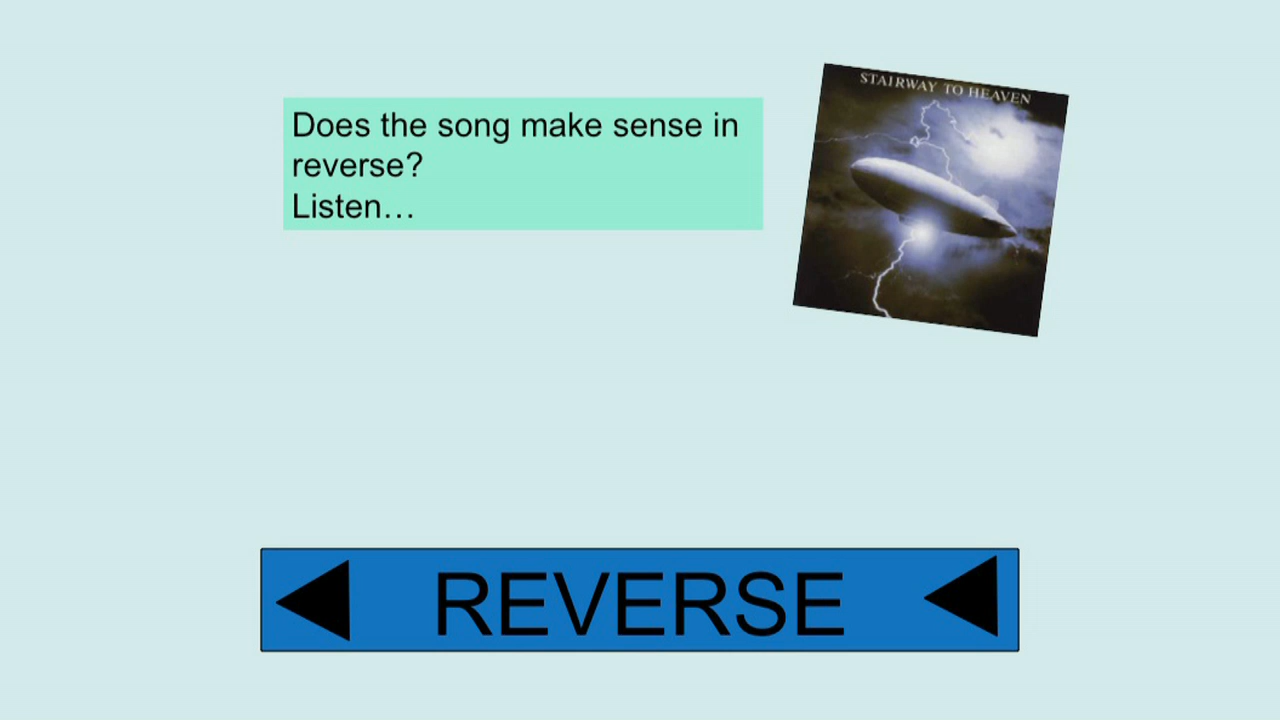 Does the song make sense in
reverse?
Listen…
STAIRWAY TO HEAVEN
REVERSE